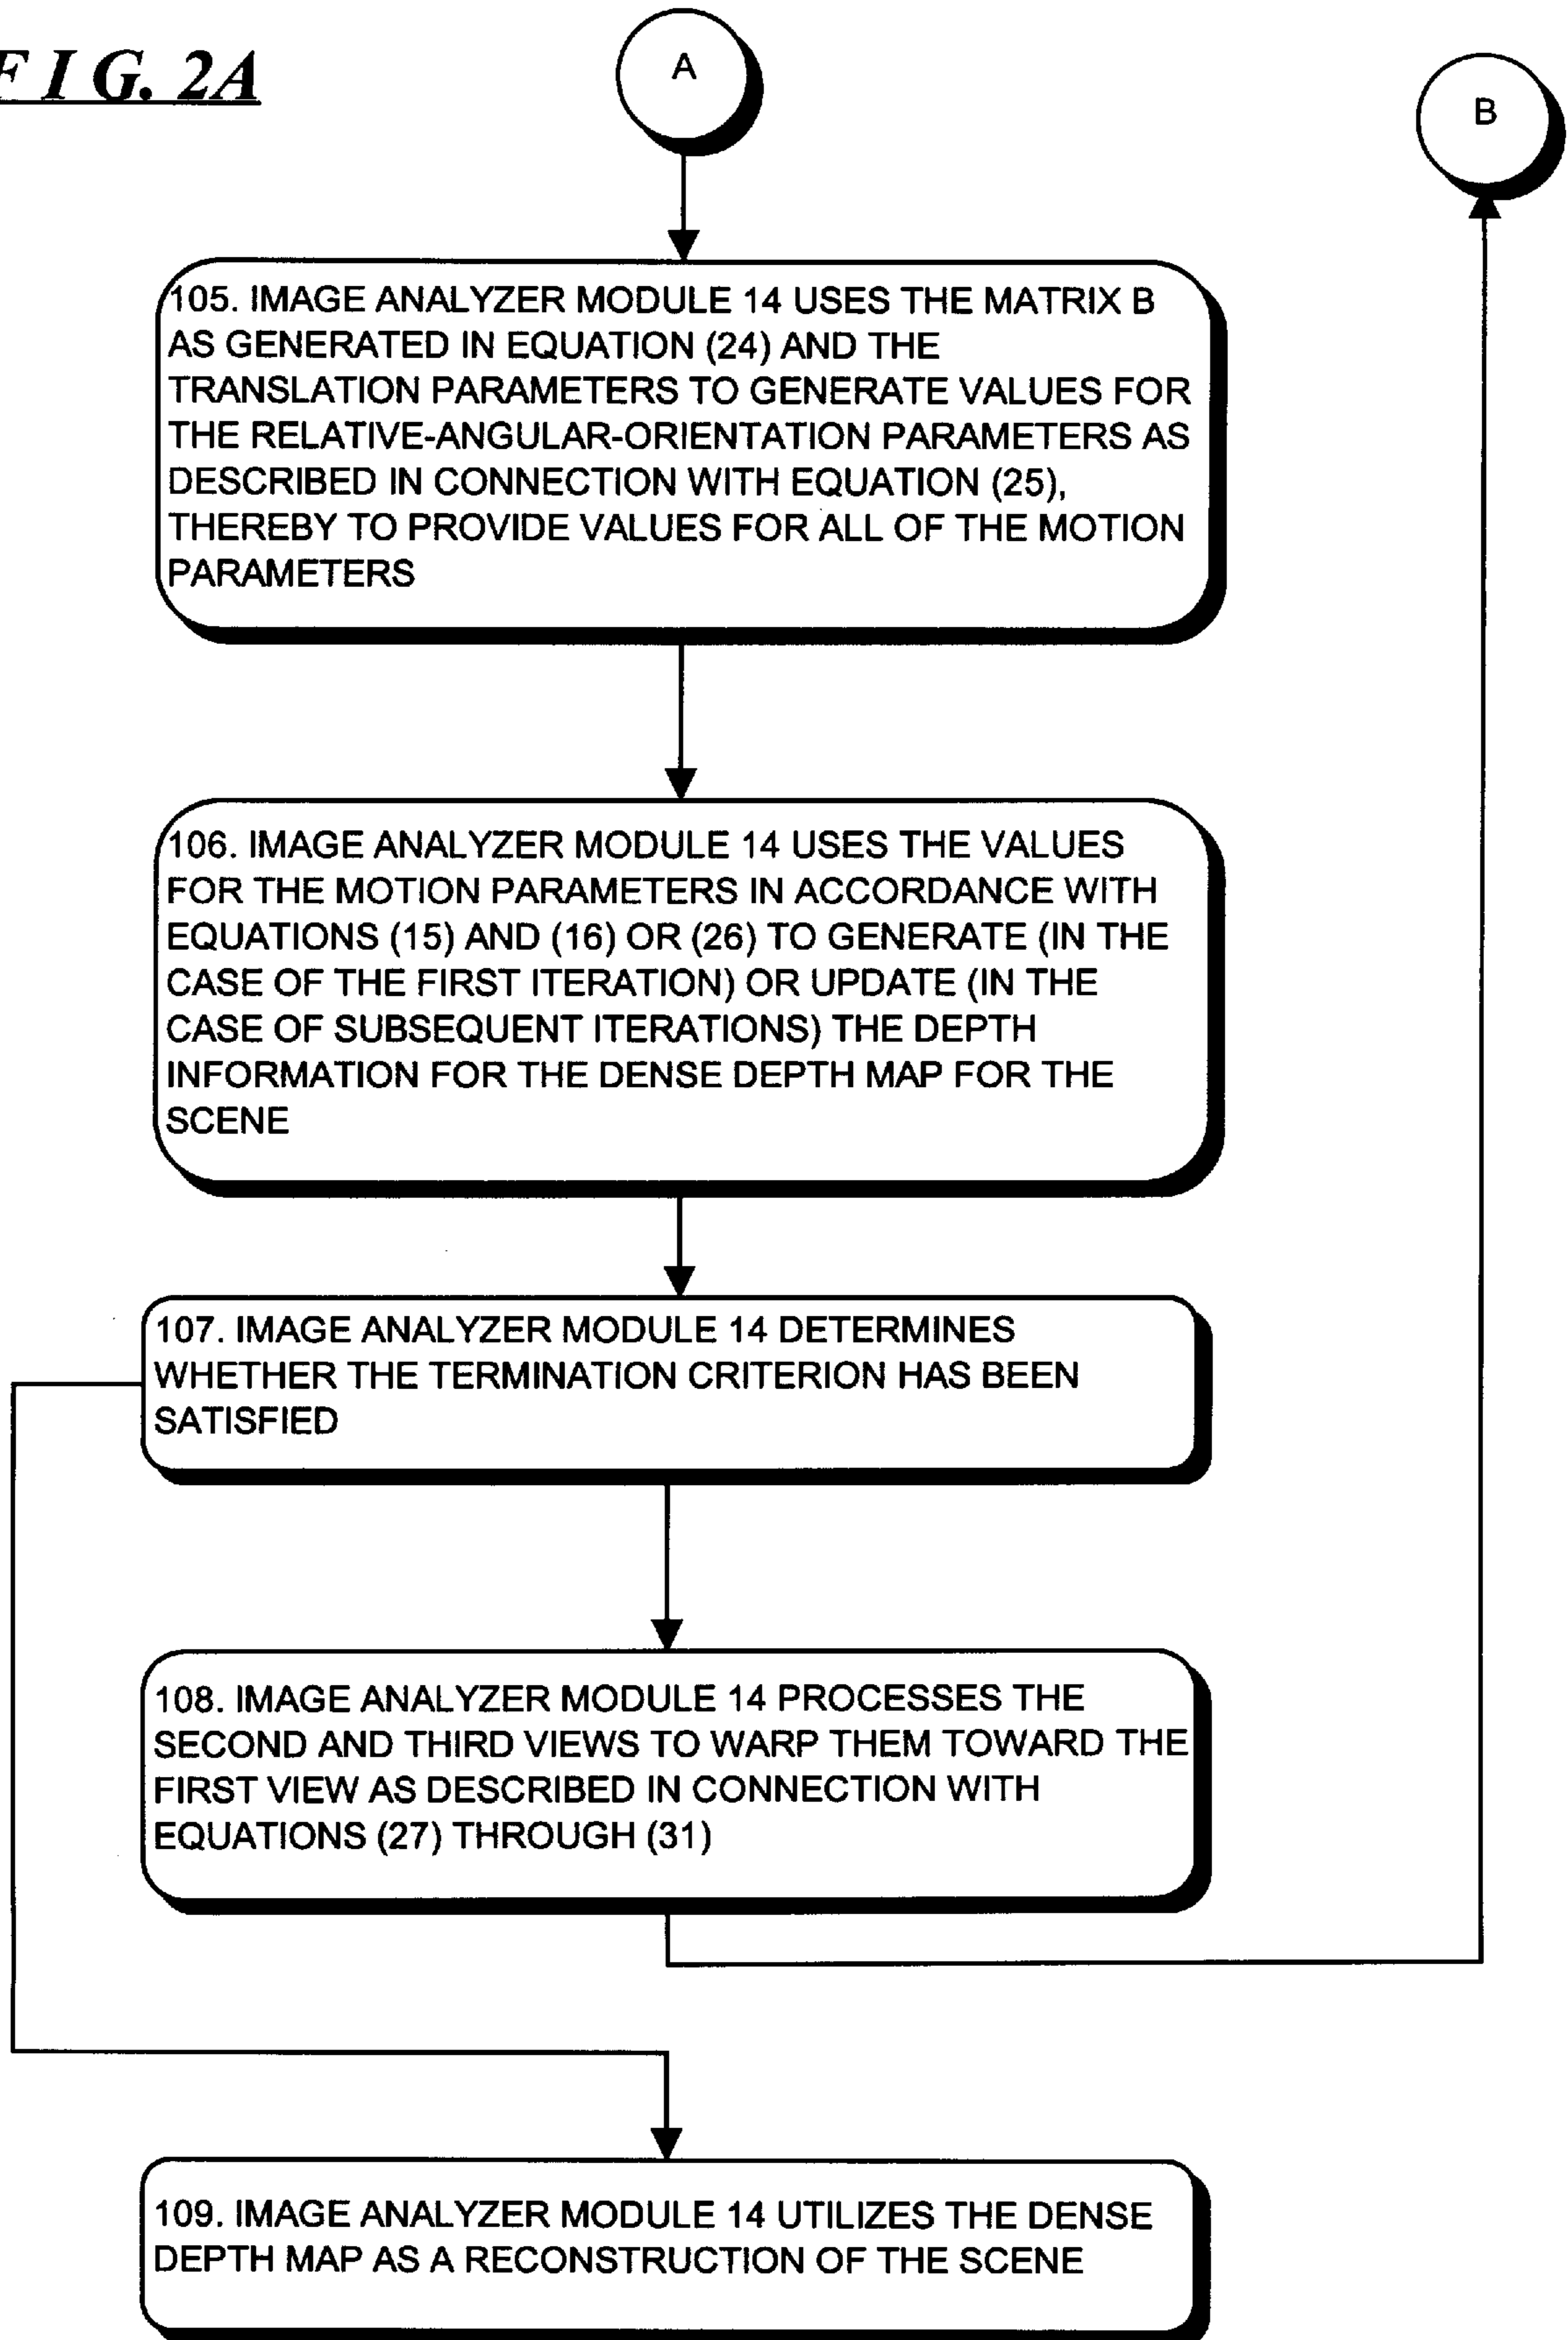 F I G. 2A
A
B
105. IMAGE ANALYZER MODULE 14 USES THE MATRIX B
AS GENERATED IN EQUATION (24) AND THE
TRANSLATION PARAMETERS TO GENERATE VALUES FOR
THE RELATIVE-ANGULAR-ORIENTATION PARAMETERS AS
DESCRIBED IN CONNECTION WITH EQUATION (25),
THEREBY TO PROVIDE VALUES FOR ALL OF THE MOTION
PARAMETERS
106. IMAGE ANALYZER MODULE 14 USES THE VALUES
FOR THE MOTION PARAMETERS IN ACCORDANCE WITH
EQUATIONS (15) AND (16) OR (26) TO GENERATE (IN THE
CASE OF THE FIRST ITERATION) OR UPDATE (IN THE
CASE OF SUBSEQUENT ITERATIONS) THE DEPTH
INFORMATION FOR THE DENSE DEPTH MAP FOR THE
SCENE
107. IMAGE ANALYZER MODULE 14 DETERMINES
WHETHER THE TERMINATION CRITERION HAS BEEN
SATISFIED
108. IMAGE ANALYZER MODULE 14 PROCESSES THE
SECOND AND THIRD VIEWS TO WARP THEM TOWARD THE
FIRST VIEW AS DESCRIBED IN CONNECTION WITH
EQUATIONS (27) THROUGH (31)
109. IMAGE ANALYZER MODULE 14 UTILIZES THE DENSE
DEPTH MAP AS A RECONSTRUCTION OF THE SCENE